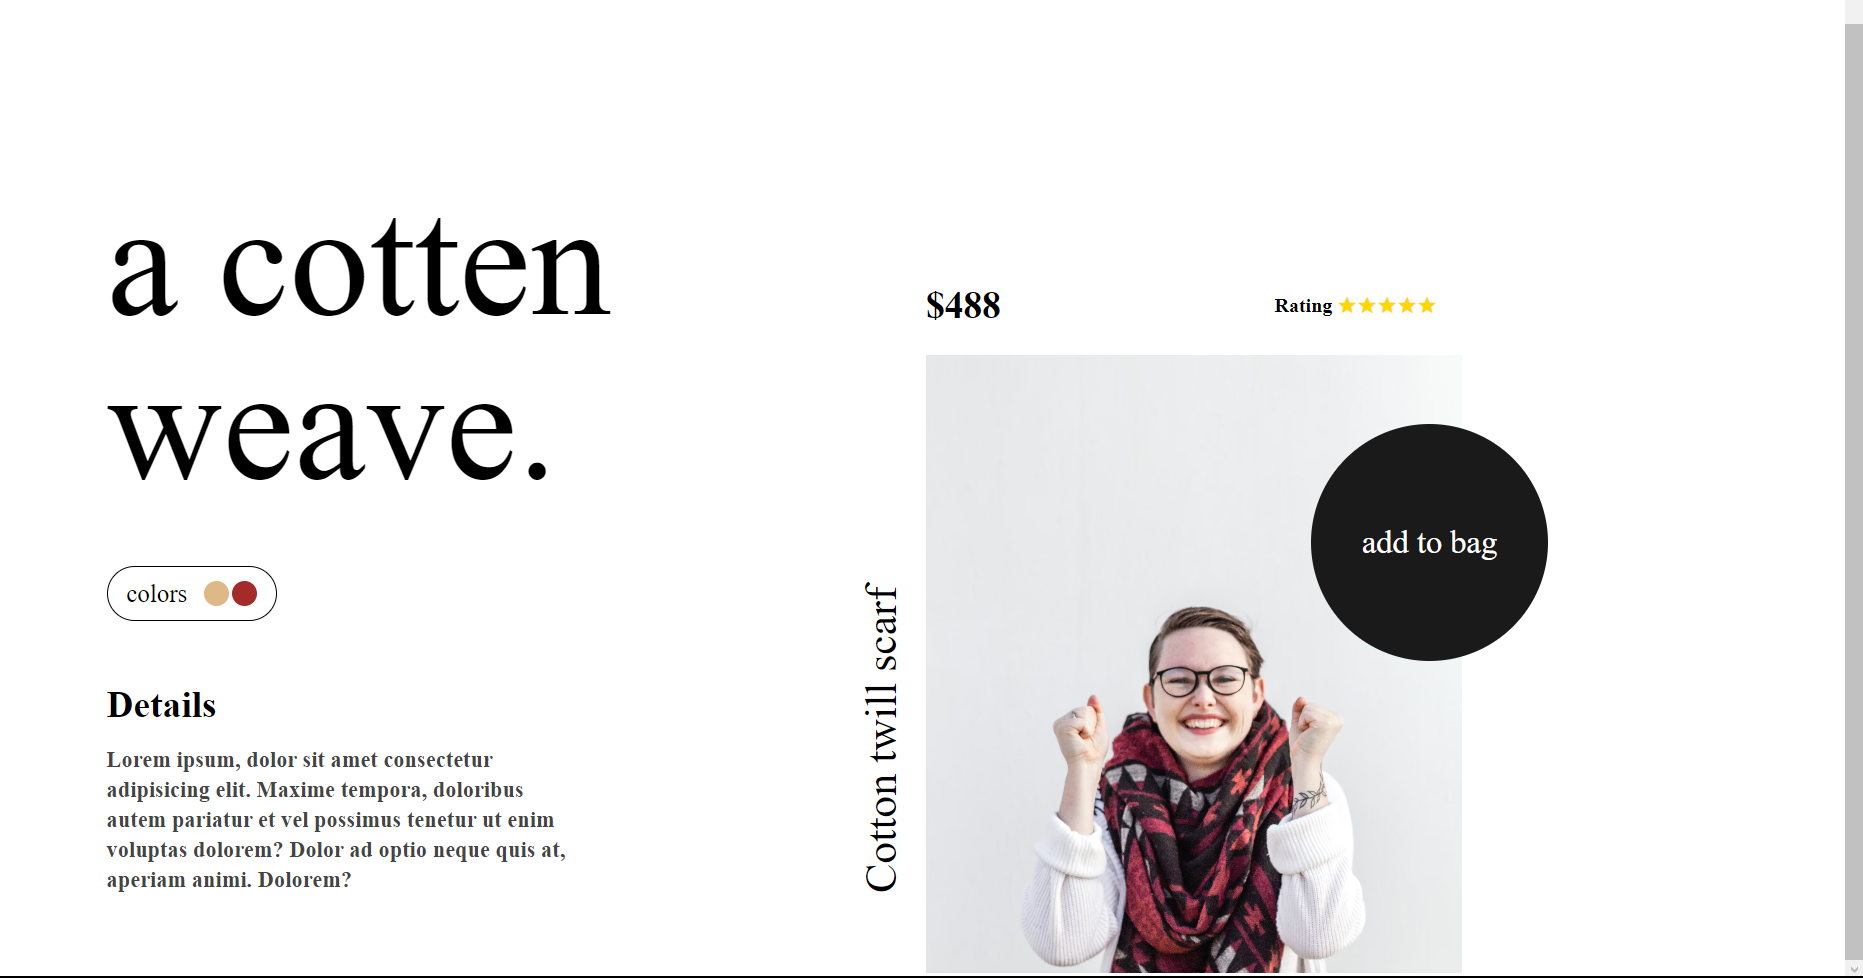 a cotten
weave.
colors
Details
Lorem ipsum, dolor sit amet consectetur
adipisicing elit. Maxime tempora, doloribus
autem pariatur et vel possimus tenetur ut enim
voluptas dolorem? Dolor ad optio neque quis at,
aperiam animi. Dolorem?
$488
Rating ★★★★★
Cotton twill scarf
add to bag